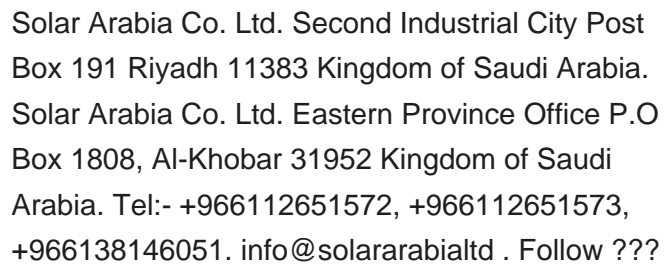 Solar Arabia Co. Ltd. Second Industrial City Post
Box 191 Riyadh 11383 Kingdom of Saudi Arabia.
Solar Arabia Co. Ltd. Eastern Province Office P.O
Box 1808, Al-Khobar 31952 Kingdom of Saudi
Arabia. Tel:- +966112651572, +966112651573,
+966138146051. info@solararabialtd . Follow ???